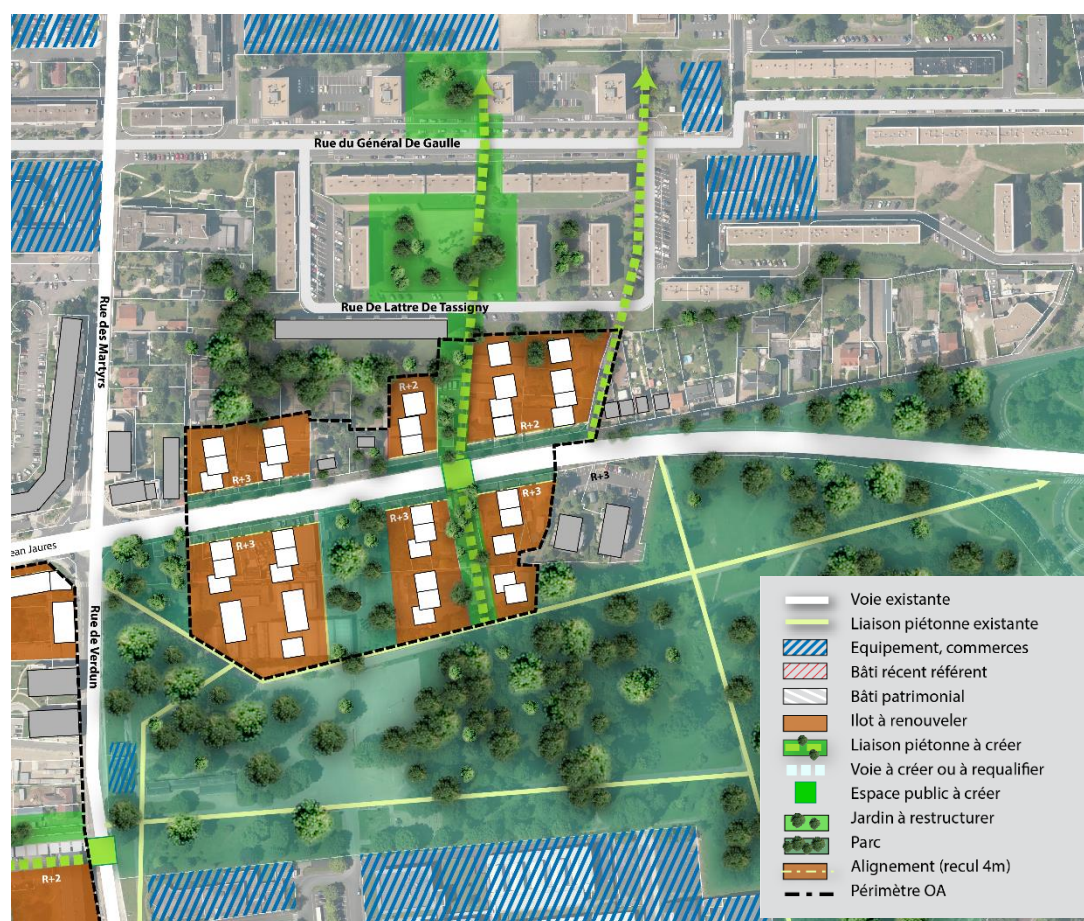 Rue du Général De Gaulle
Rue des Martyrs
Rue De Lattre De Tassigny
R+2
R+2
R+3
R+3
R+3
R+3
R+3
ean Jaures
Rue de Verdun
R+2
Voie existante
Liaison piétonne existante
Equipement, commerces
Bâti récent référent
Bâti patrimonial
Ilot à renouveler
Liaison piétonne à créer
Voie à créer ou à requalifier
Espace public à créer
Jardin à restructurer
Parc
Alignement (recul 4m)
Périmètre OA